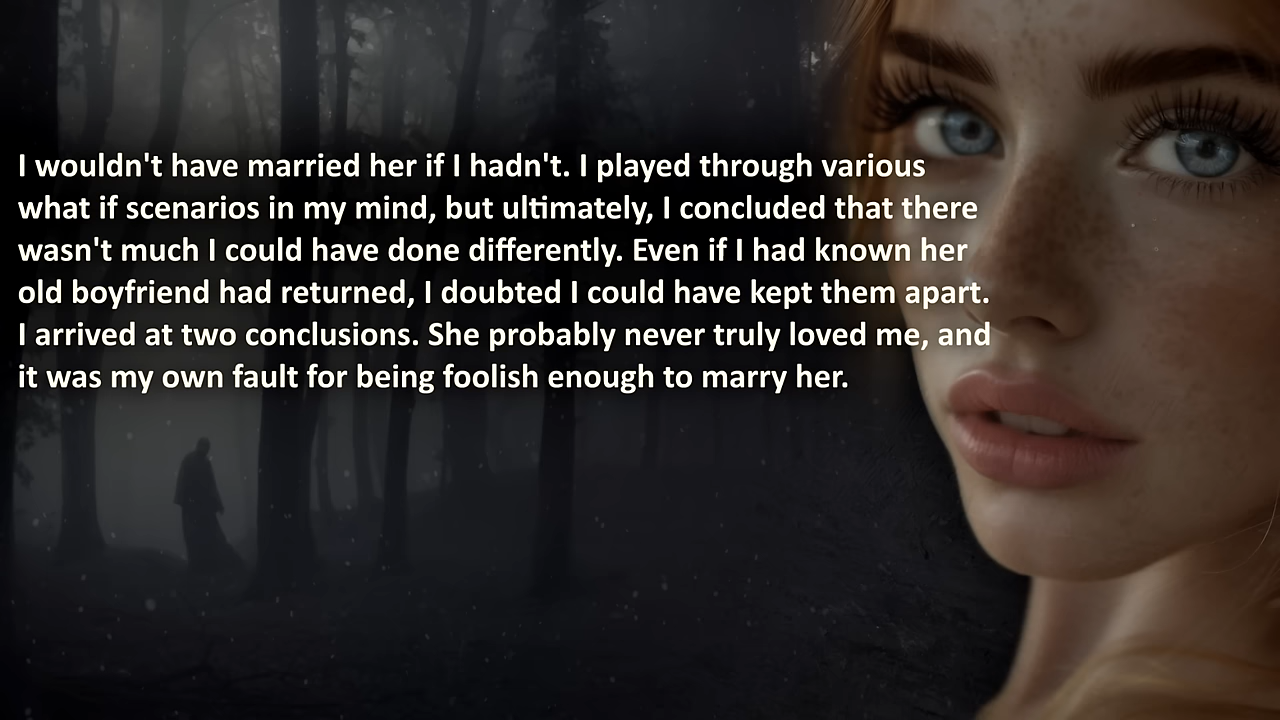 I wouldn't have married her if I hadn't. I played through various
what if scenarios in my mind, but ultimately, I concluded that there
wasn't much I could have done differently. Even if I had known her
old boyfriend had returned, I doubted I could have kept them apart.
I arrived at two conclusions. She probably never truly loved me, and
it was my own fault for being foolish enough to marry her.